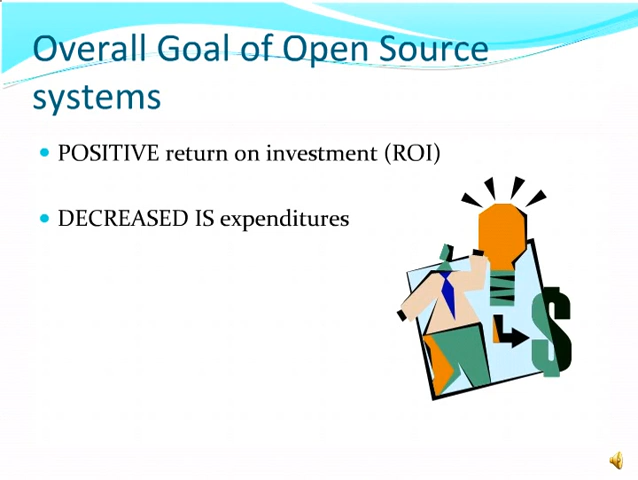 Overall Goal of Open Source
systems
POSITIVE return on investment (ROI)
DECREASED IS expenditures
$